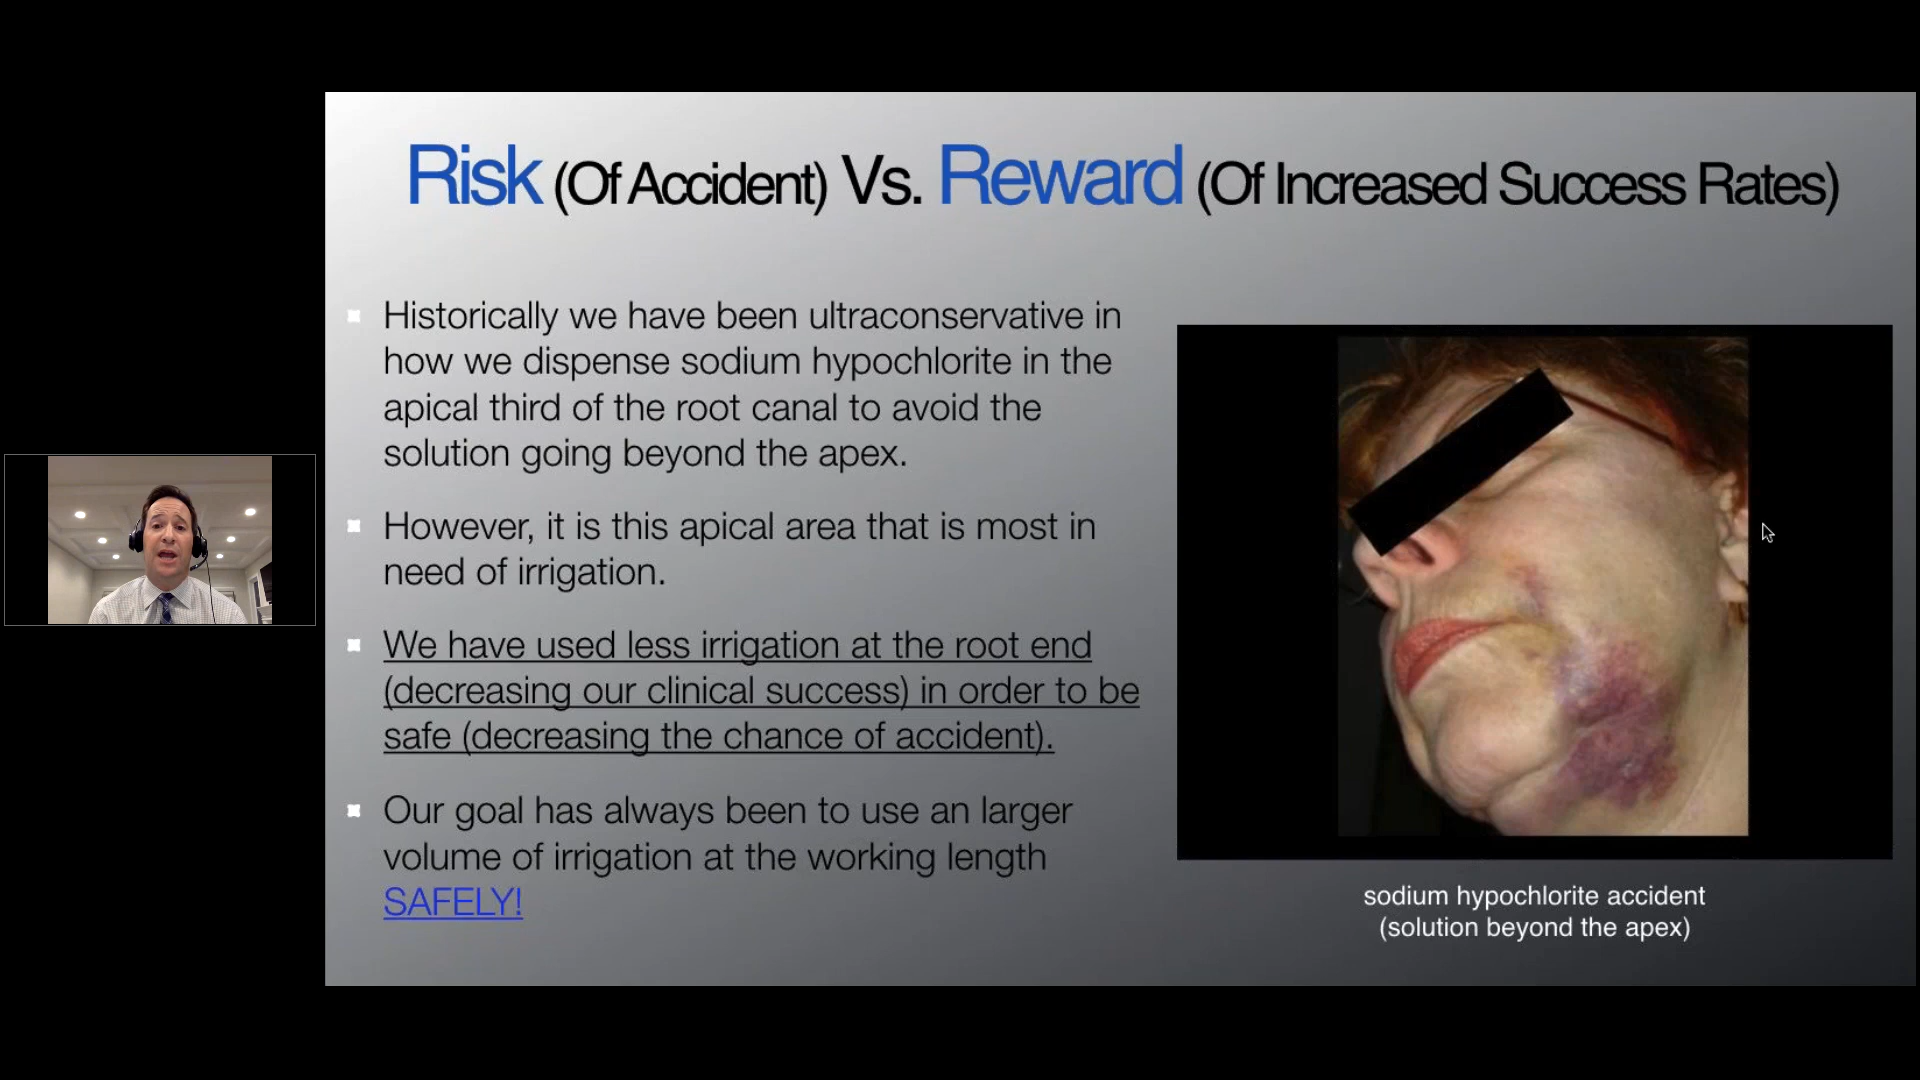 Risk (Of Accident) Vs. Reward (Of Increased Success Rates)
Historically we have been ultraconservative in
how we dispense sodium hypochlorite in the
apical third of the root canal to avoid the
solution going beyond the apex.
However, it is this apical area that is most in
need of irrigation.
We have used less irrigation at the root end
(decreasing our clinical success) in order to be
safe (decreasing the chance of accident).
Our goal has always been to use an larger
volume of irrigation at the working length
SAFELY!
sodium hypochlorite accident
(solution beyond the apex)